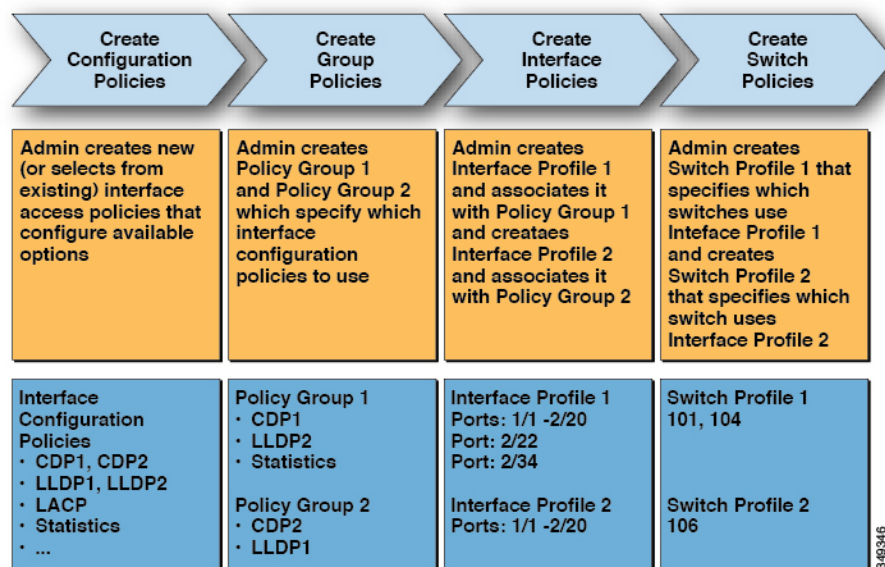 Create
Configuration
Policies
Create
Group
Policies
Create
Interface
Policies
Create
Switch
Policies
Admin creates new
(or selects from
existing) interface
access policies that
configure available
options
Admin creates
Policy Group 1
and Policy Group 2
which specify which
interface
configuration
policies to use
Admin creates
Interface Profile 1
and associates it
with Policy Group 1
and creataes
Interface Profile 2
and associates it
with Policy Group 2
Admin creates
Switch Profile 1 that
specifies which
switches use
Inteface Profile 1
and creates
Switch Profile 2
that specifies which
switch uses
Interface Profile 2
Interface
Configuration
Policies
· CDP1, CDP2
· LLDP1, LLDP2
· LACP
· Statistics
· ...
Policy Group 1
· CDP1
· LLDP2
· Statistics
Policy Group 2
· CDP2
· LLDP1
Interface Profile 1
Ports: 1/1 -2/20
Port: 2/22
Port: 2/34
Interface Profile 2
Ports: 1/1 -2/20
Switch Profile 1
101, 104
Switch Profile 2
106
349346